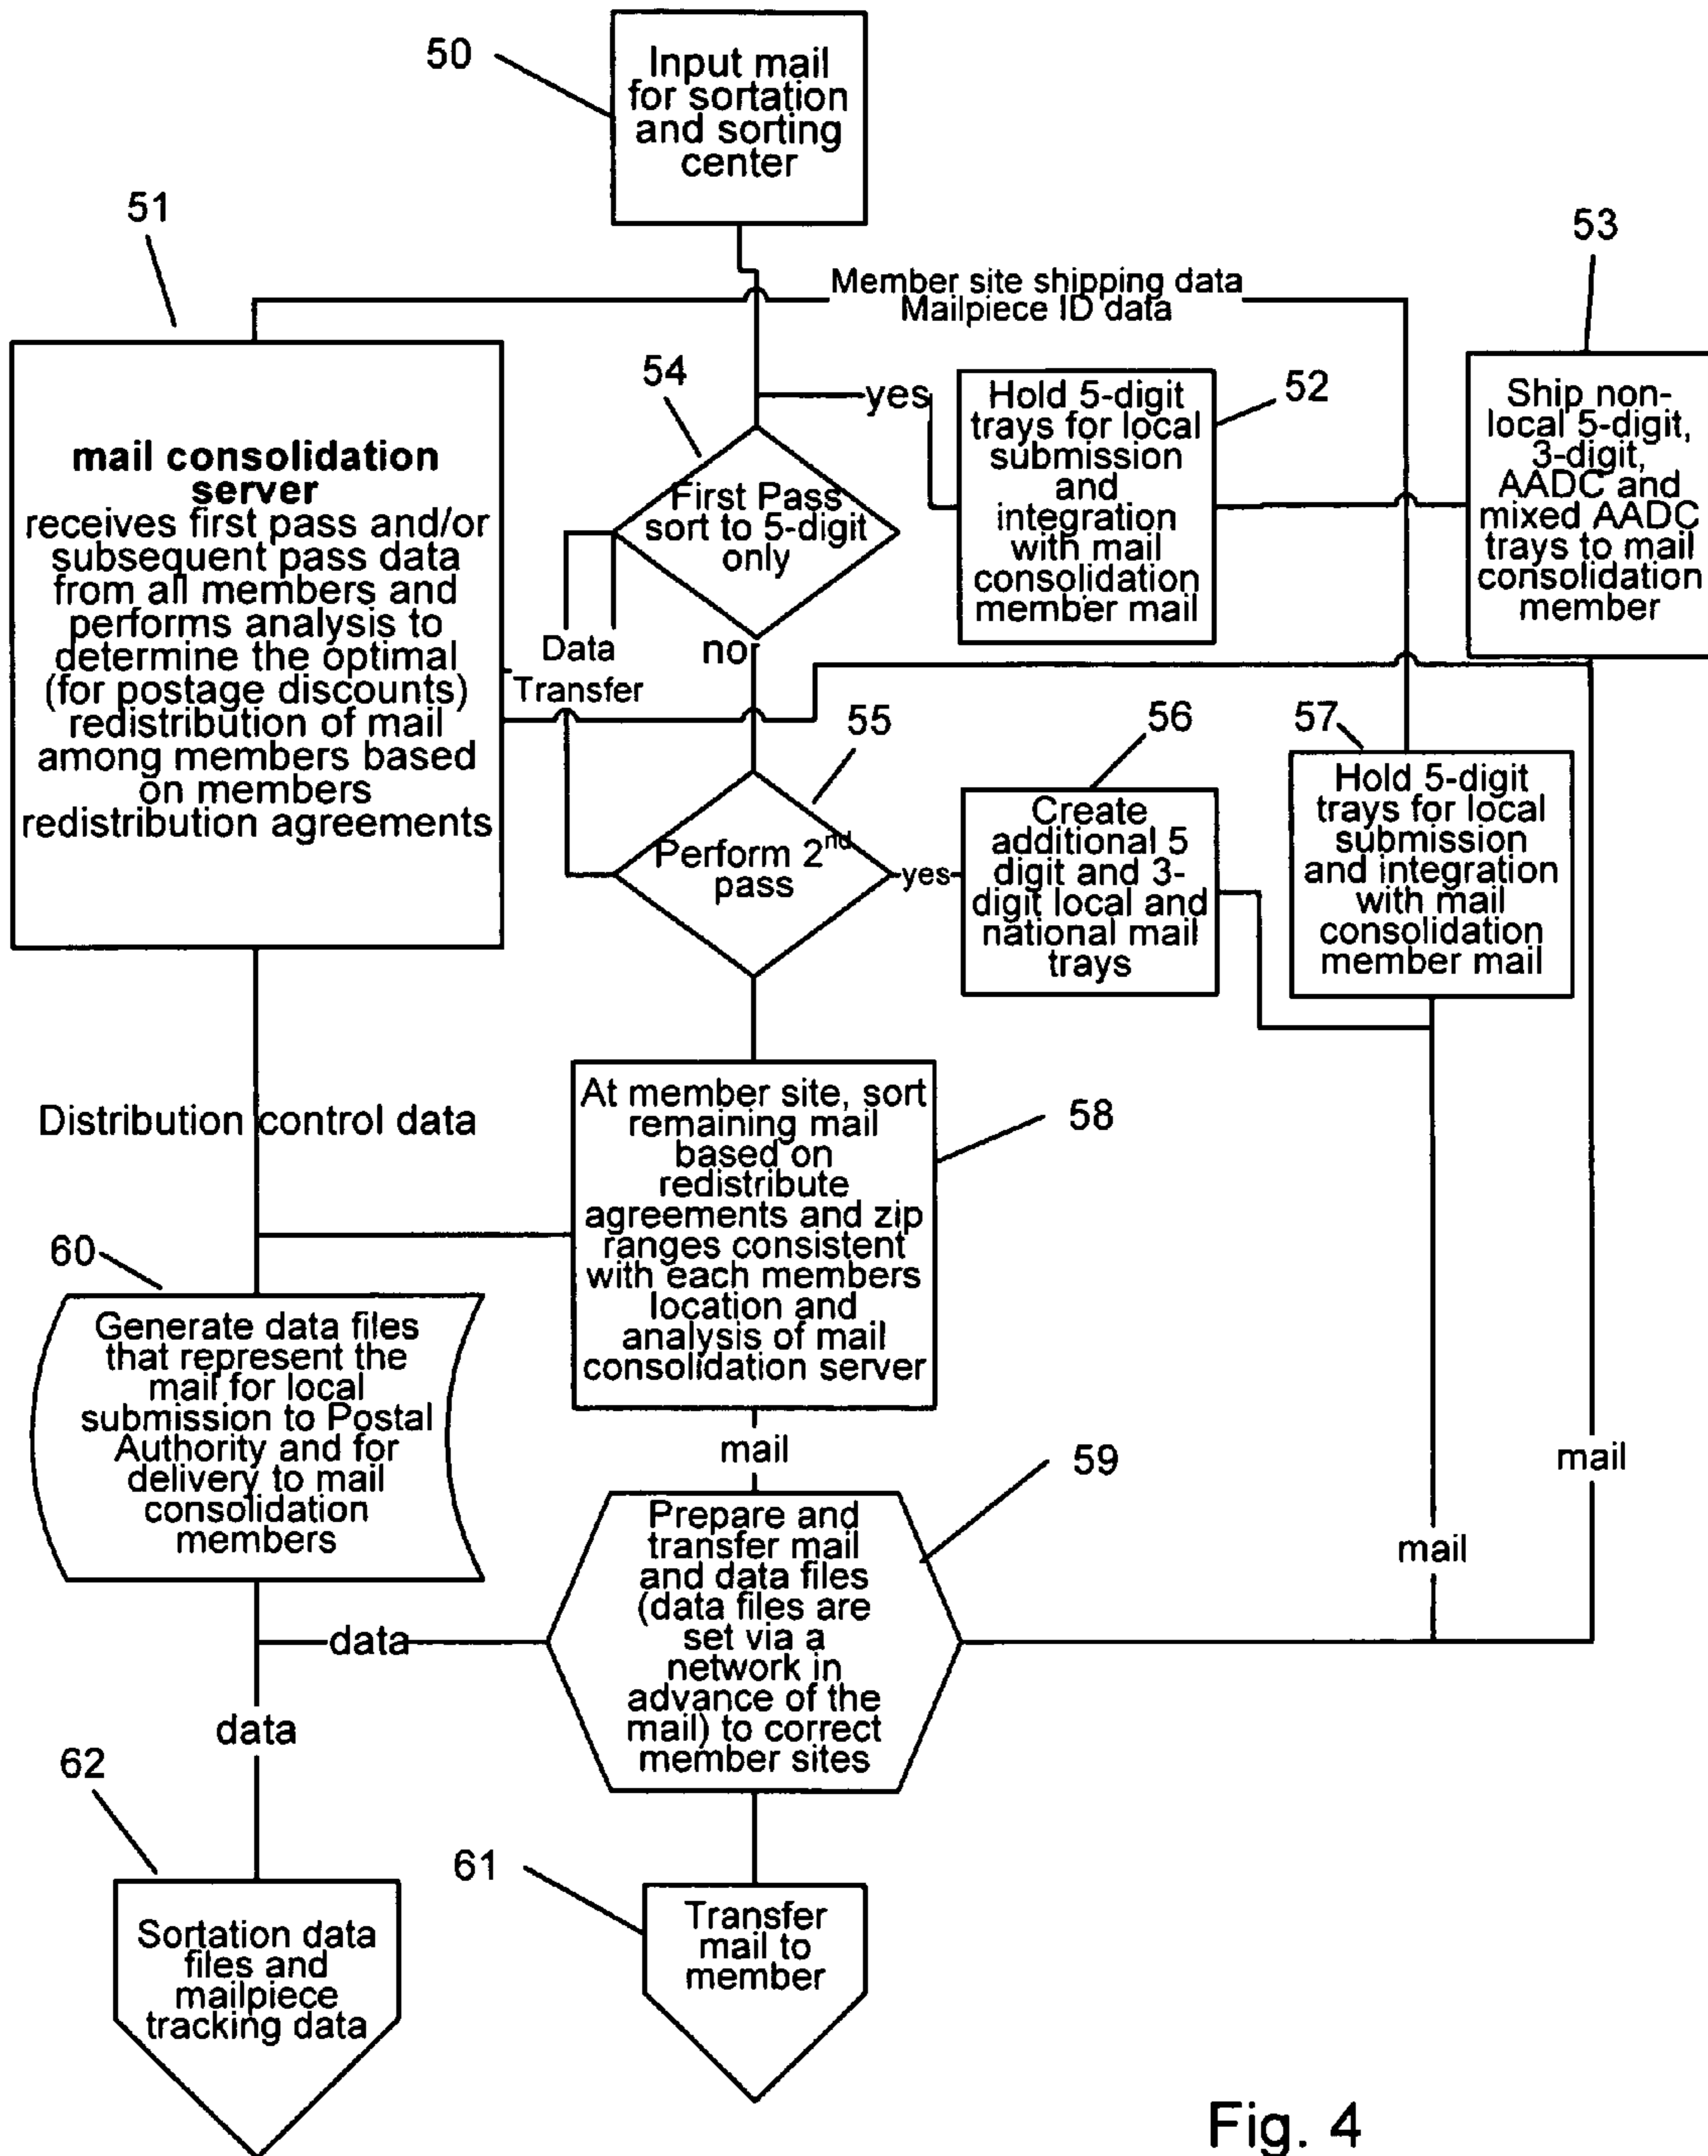 50
Input mail
for sortation
and sorting
center
51
53
Member site shipping data
Mailpiece ID data
54
yes
52
Hold 5-digit
trays for local
submission
and
integration
with mail
consolidation
member mail
Ship non-
local 5-digit,
3-digit,
AADC and
mixed AADC
trays to mail
consolidation
member
mail consolidation
server
receives first pass and/or
subsequent pass data
from all members and
performs analysis to
determine the optimal
(for postage discounts)
redistribution of mail
among members based
on members
redistribution agreements
First Pass
sort to 5-digit
only
no
Data
Transfer
55
56
57
Perform 2nd
pass
yes
Create
additional 5
digit and 3-
digit local and
national mail
trays
Hold 5-digit
trays for local
submission
and integration
with mail
consolidation
member mail
Distribution control data
At member site, sort
remaining mail
based on
redistribute
agreements and zip
ranges consistent
with each members
location and
analysis of mail
consolidation server
58
60
Generate data files
that represent the
mail for local
submission to Postal
Authority and for
delivery to mail
consolidation
members
mail
59
mail
mail
Prepare and
transfer mail
and data files
(data files are
set via a
network in
advance of the
mail) to correct
member sites
data
data
62
61
Sortation data
files and
mailpiece
tracking data
Transfer
mail to
member
Fig. 4